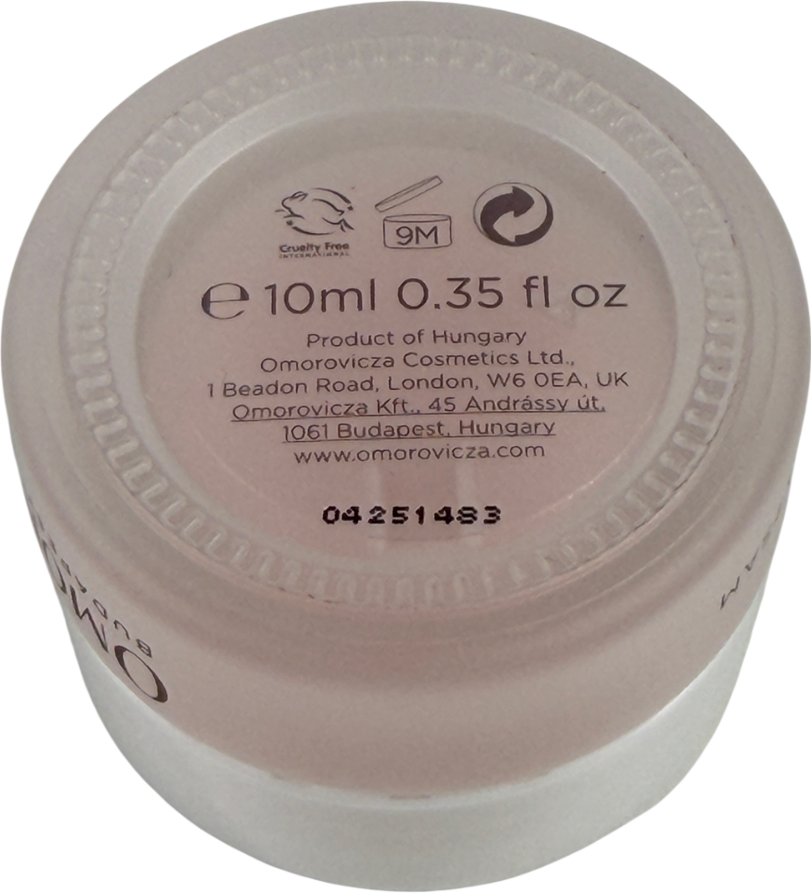 Cruelty Free
INTERNATIONAL
9M
℮ 10ml 0.35 fl oz
Product of Hungary
Omorovicza Cosmetics Ltd.,
1 Beadon Road, London, W6 0EA, UK
Omorovicza Kft., 45 Andrássy út,
1061 Budapest, Hungary
www.omorovicza.com
04251483